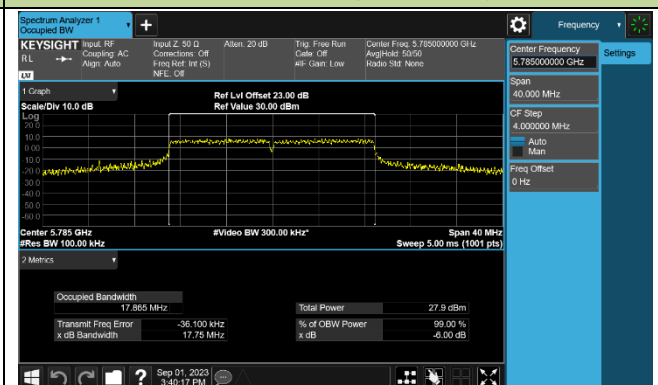 Spectrum Analyzer 1
Occupied BW
+
KEYSIGHT
R L
LXI
Input: RF
Coupling: AC
Align: Auto
Input Z: 50 Ω
Corrections: Off
Freq Ref: Int (S)
NFE: Off
Atten: 20 dB
Trig: Free Run
Gate: Off
#IF Gain: Low
Center Freq: 5.785000000 GHz
Avg|Hold: 50/50
Radio Std: None
1 Graph
Scale/Div 10.0 dB
Ref Lvl Offset 23.00 dB
Ref Value 30.00 dBm
Log
20.0
10.0
0.00
-10.0
-20.0
-30.0
-40.0
-50.0
-60.0
Center 5.785 GHz
#Res BW 100.00 kHz
#Video BW 300.00 kHz*
Span 40 MHz
Sweep 5.00 ms (1001 pts)
2 Metrics
Occupied Bandwidth
17.865 MHz
Transmit Freq Error -36.100 kHz
x dB Bandwidth 17.75 MHz
Total Power 27.9 dBm
% of OBW Power 99.00 %
x dB -6.00 dB
Sep 01, 2023
3:40:17 PM
?
Frequency
Settings
Center Frequency
5.785000000 GHz
Span
40.000 MHz
CF Step
4.000000 MHz
Auto
Man
Freq Offset
0 Hz